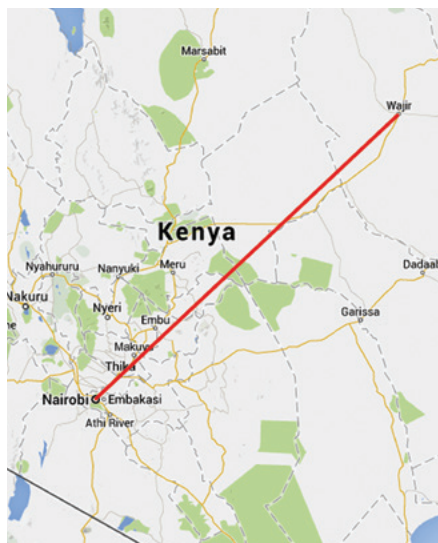 Marsabit
Wajir
Kenya
Nyahururu
Nanyuki
Meru
Dadaab
Nakuru
Nyeri
Embu
Garissa
Makuyu
Thika
Nairobi
Embakasi
Athi River